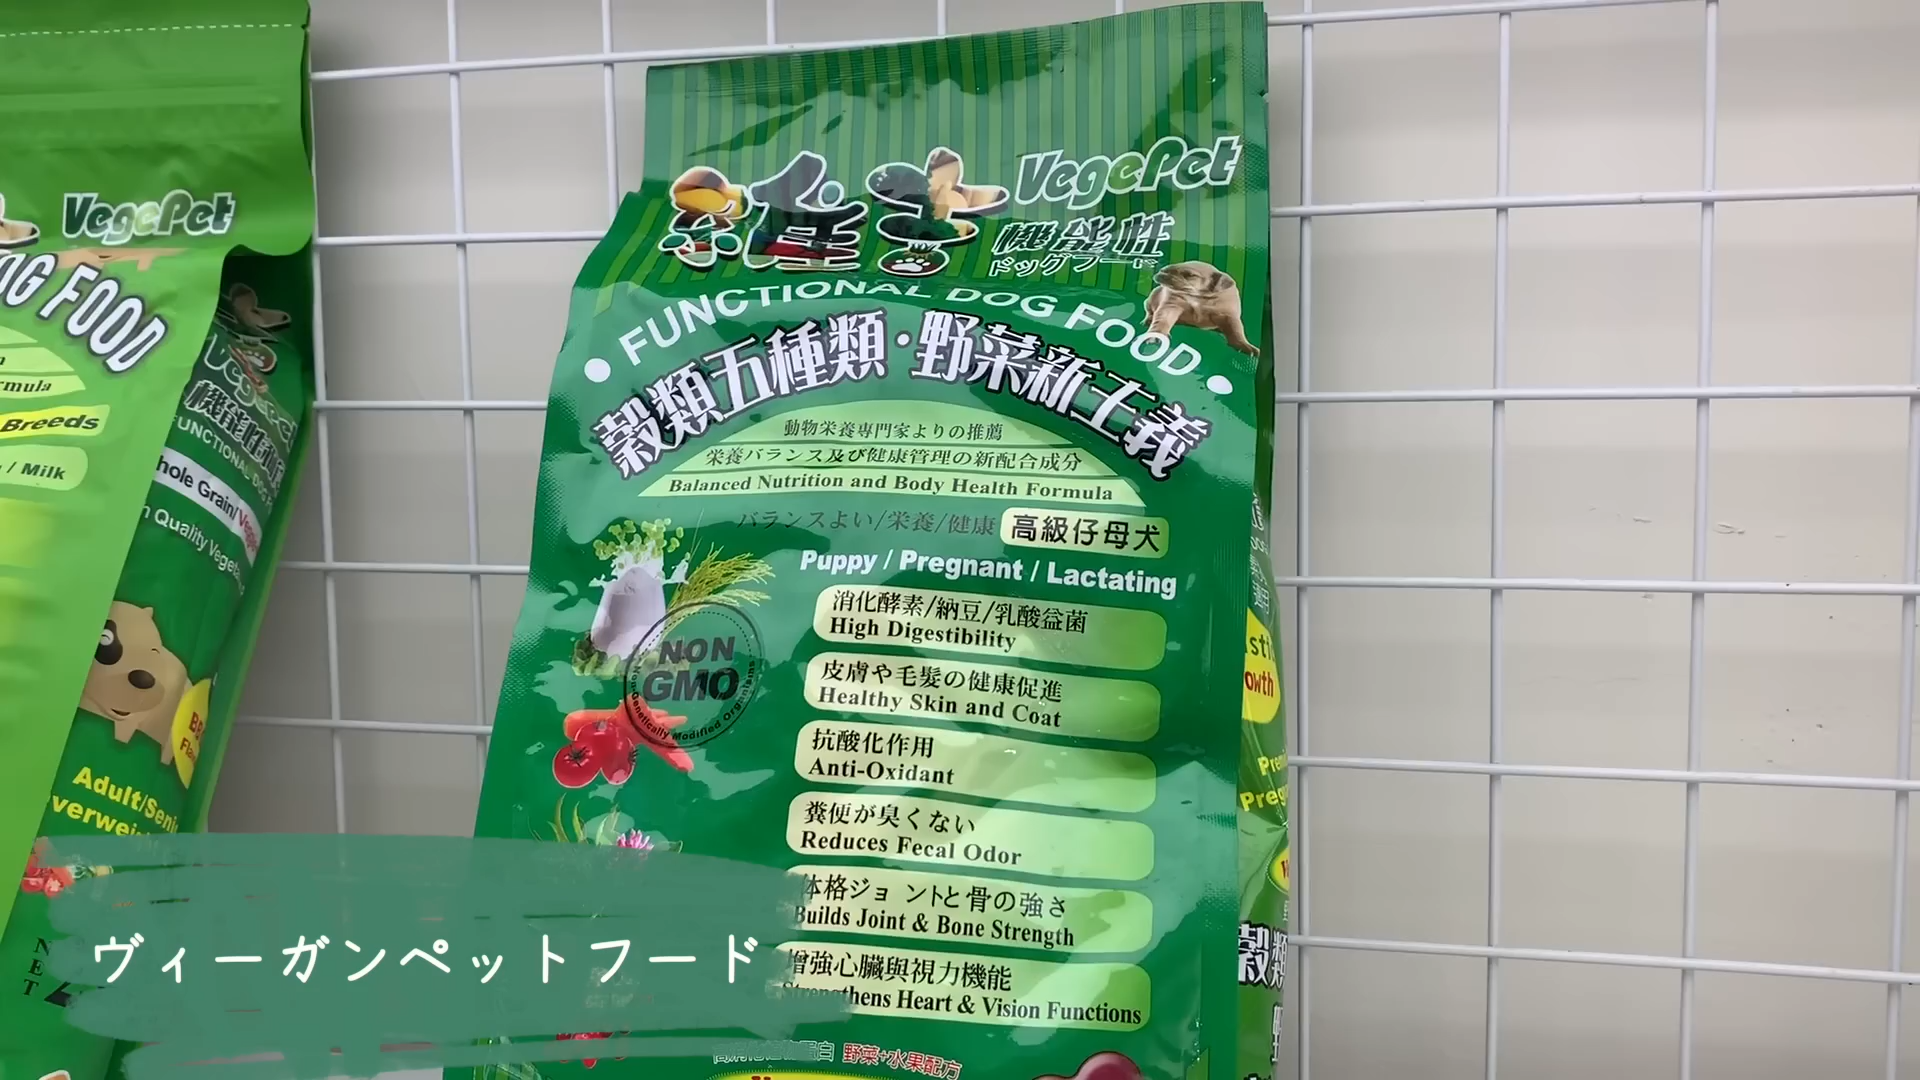 VegePet
DOG FOOD
Breeds
/ Milk
Whole Grain/Vegan
Adult/Senior
維吉 VegePet
機能性
ドッグフード
• FUNCTIONAL DOG FOOD •
穀類五種類・野菜新主義
動物栄養専門家よりの推薦
栄養バランス及び健康管理の新配合成分
Balanced Nutrition and Body Health Formula
バランスよい/栄養/健康 高級仔母犬
Puppy / Pregnant / Lactating
消化酵素/納豆/乳酸益菌
High Digestibility
NON
GMO
Non-Genetically Modified Organisms
皮膚や毛髮の健康促進
Healthy Skin and Coat
抗酸化作用
Anti-Oxidant
糞便が臭くない
Reduces Fecal Odor
体格ジョ ントと骨の強さ
Builds Joint & Bone Strength
增強心臟與視力機能
Strengthens Heart & Vision Functions
野菜+水果配方
ヴィーガンペットフード